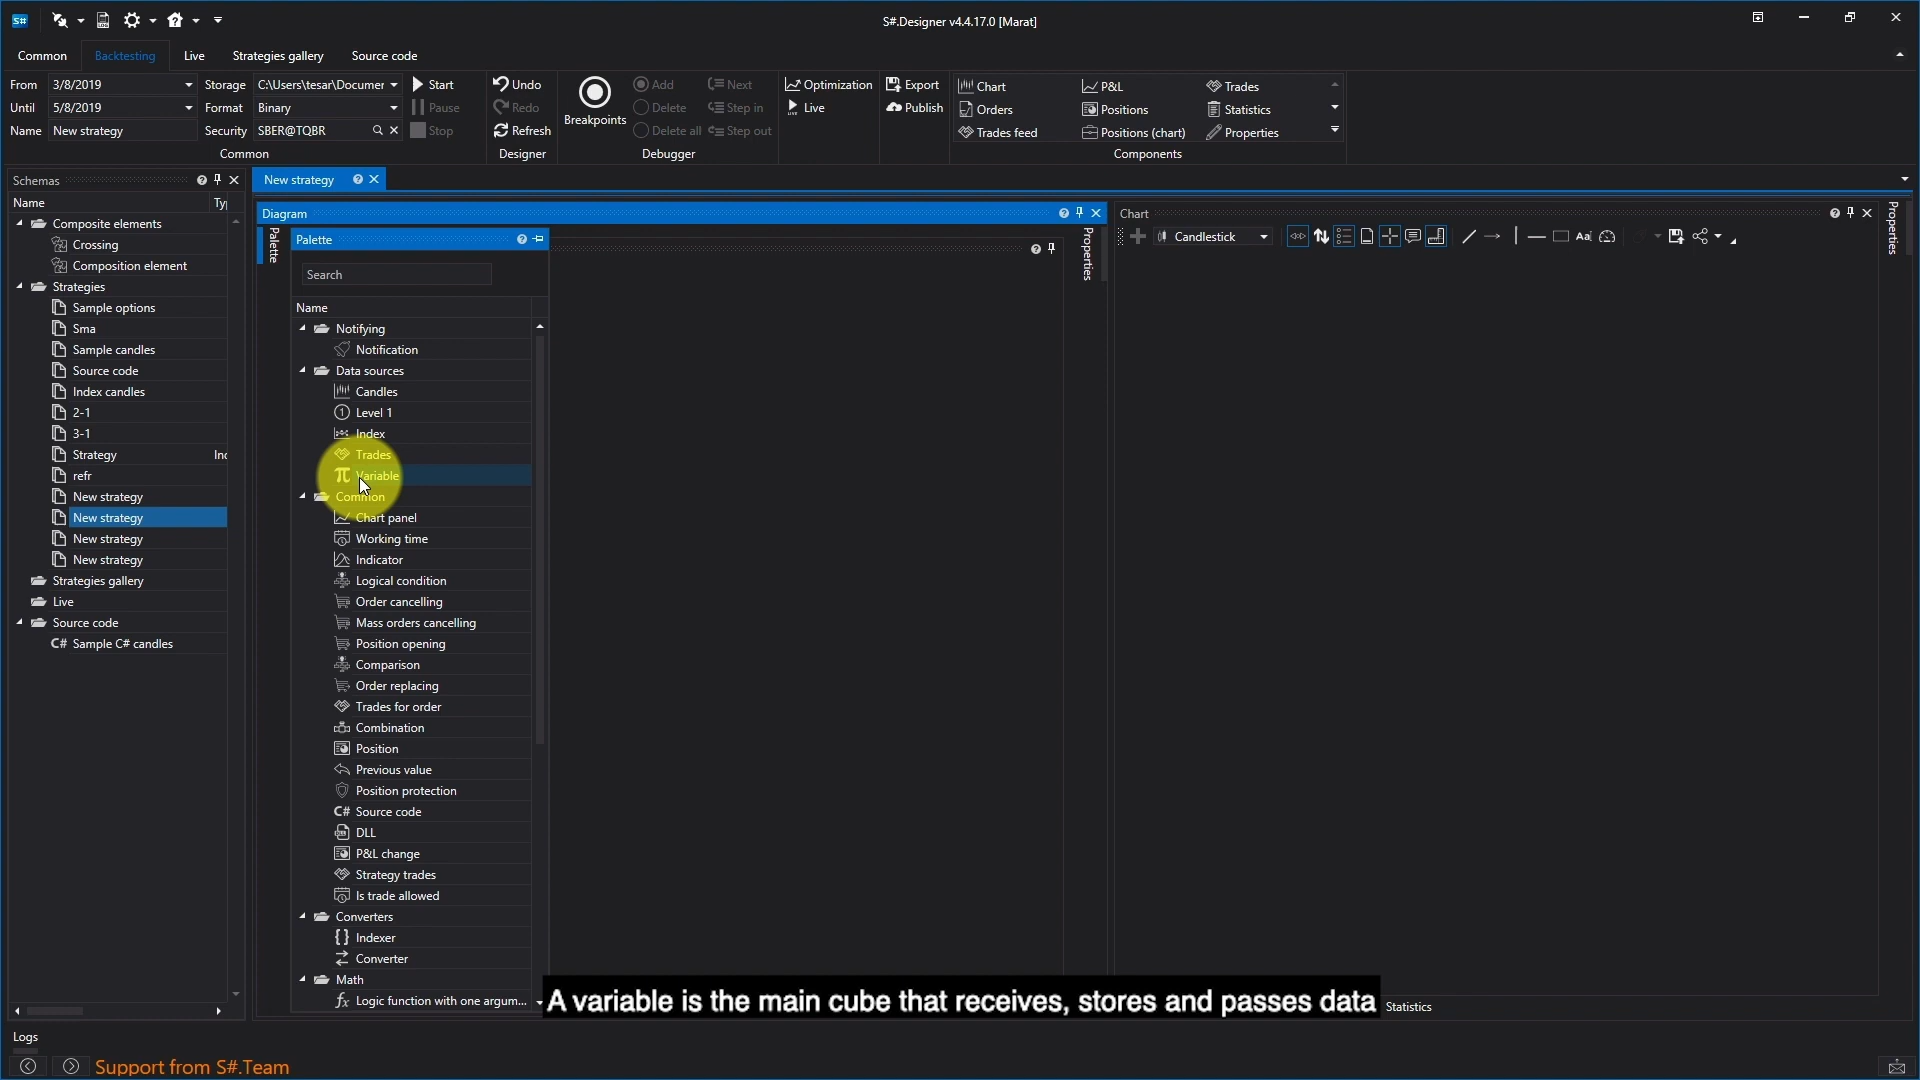 S#
S#.Designer v4.4.17.0 [Marat]
Common
Backtesting
Live
Strategies gallery
Source code
From
3/8/2019
Storage
C:\Users\tesar\Documer
Start
Until
5/8/2019
Format
Binary
Pause
Name
New strategy
Security
SBER@TQBR
Stop
Common
Undo
Redo
Refresh
Designer
Breakpoints
Add
Delete
Delete all
Next
Step in
Step out
Debugger
Optimization
Live
Export
Publish
Chart
P&L
Trades
Orders
Positions
Statistics
Trades feed
Positions (chart)
Properties
Components
Schemas
Name
Ty
Composite elements
Crossing
Composition element
Strategies
Sample options
Sma
Sample candles
Source code
Index candles
2-1
3-1
Strategy
Inc
refr
New strategy
New strategy
New strategy
New strategy
Strategies gallery
Live
Source code
C# Sample C# candles
New strategy
Diagram
Palette
Palette
Search
Name
Notifying
Notification
Data sources
Candles
Level 1
Index
Trades
Variable
Common
Chart panel
Working time
Indicator
Logical condition
Order cancelling
Mass orders cancelling
Position opening
Comparison
Order replacing
Trades for order
Combination
Position
Previous value
Position protection
C# Source code
DLL
P&L change
Strategy trades
Is trade allowed
Converters
Indexer
Converter
Math
Logic function with one argum...
Properties
Chart
Candlestick
Properties
A variable is the main cube that receives, stores and passes data
Statistics
Logs
Support from S#.Team